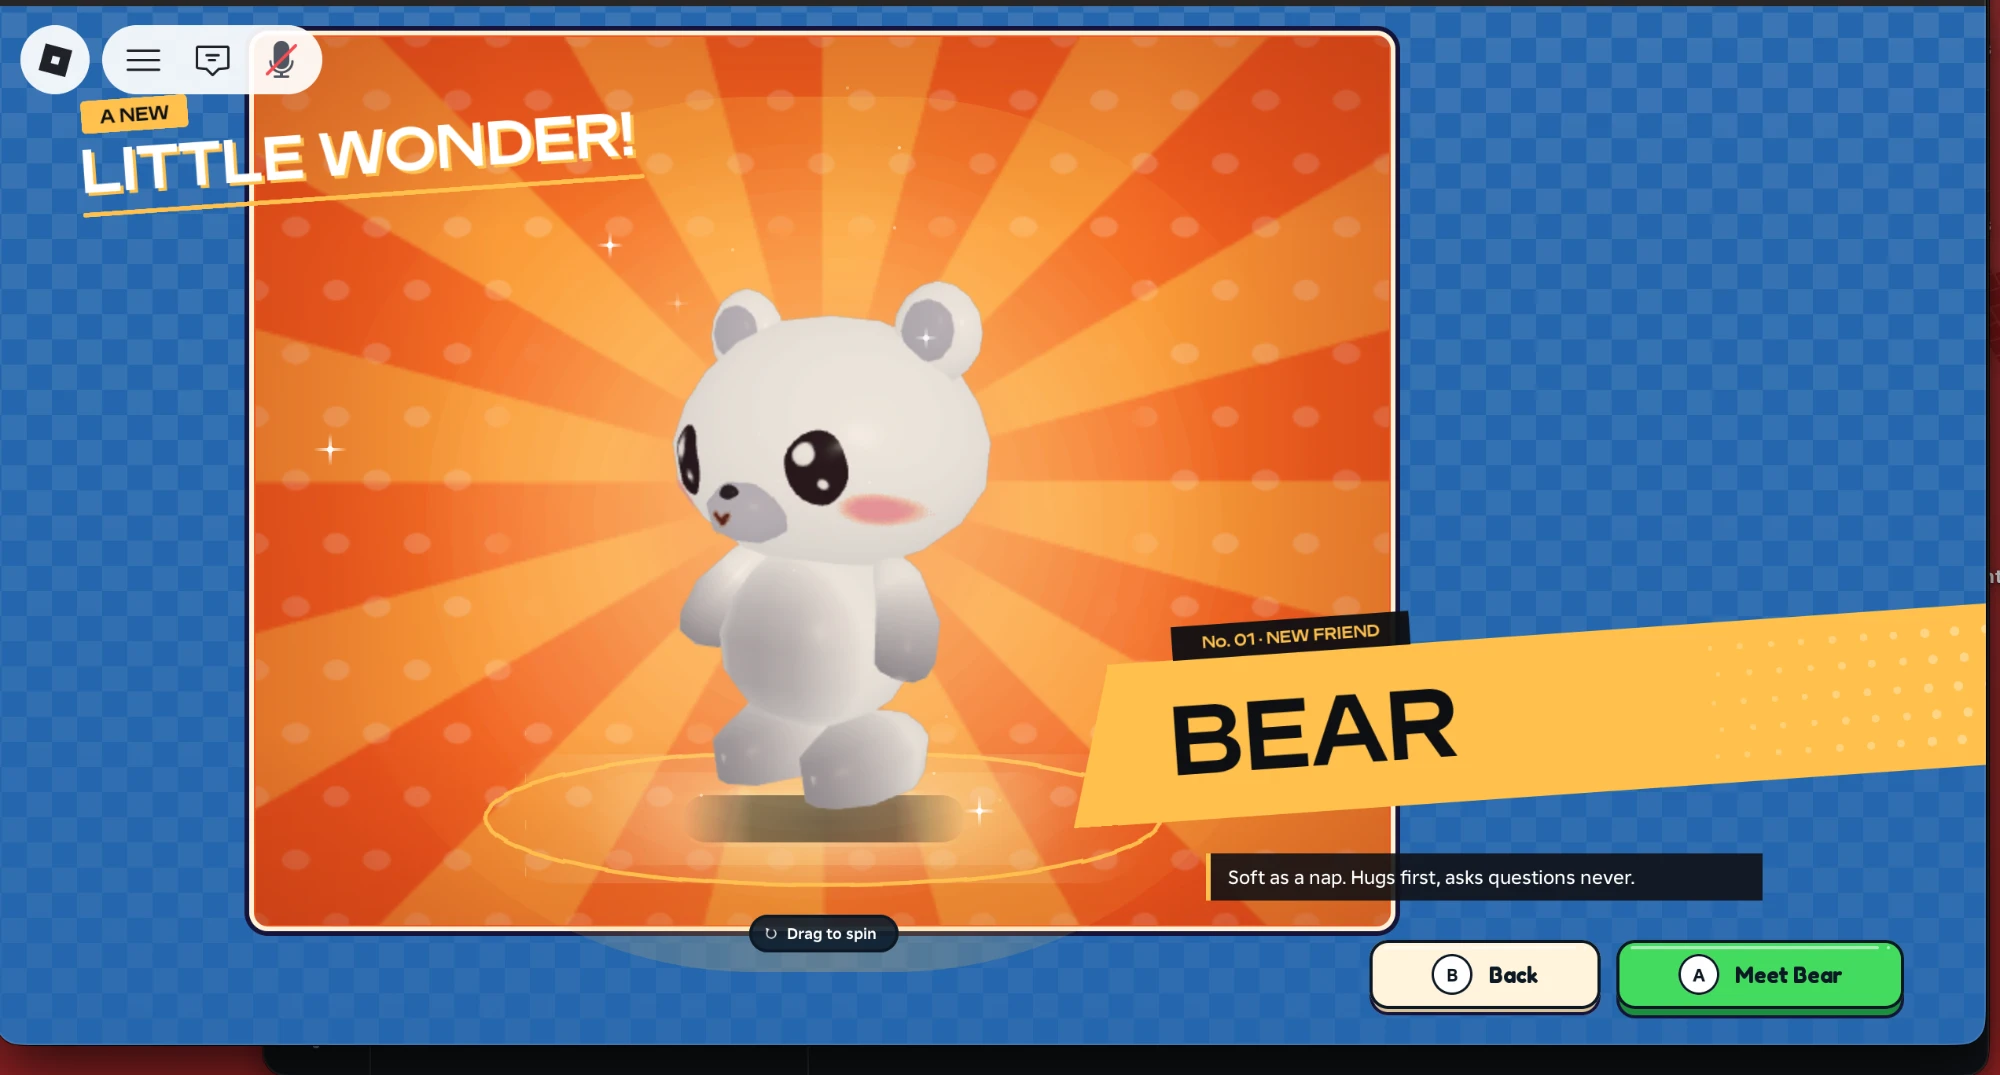 A NEW
LITTLE WONDER!
No. 01 · NEW FRIEND
BEAR
Soft as a nap. Hugs first, asks questions never.
Drag to spin
B Back
A Meet Bear